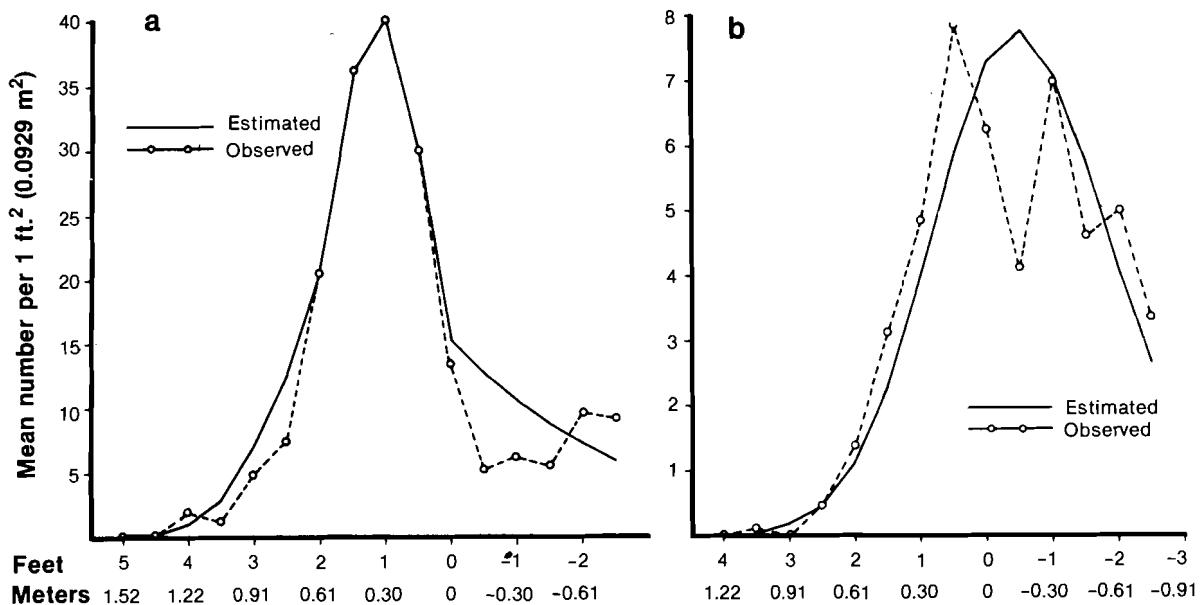 a
b
Mean number per 1 ft.² (0.0929 m²)
40
35
30
25
20
15
10
5
Estimated
Observed
8
7
6
5
4
3
2
1
Estimated
Observed
Feet 5 4 3 2 1 0 -1 -2 4 3 2 1 0 -1 -2 -3
Meters 1.52 1.22 0.91 0.61 0.30 0 -0.30 -0.61 1.22 0.91 0.61 0.30 0 -0.30 -0.61 -0.91